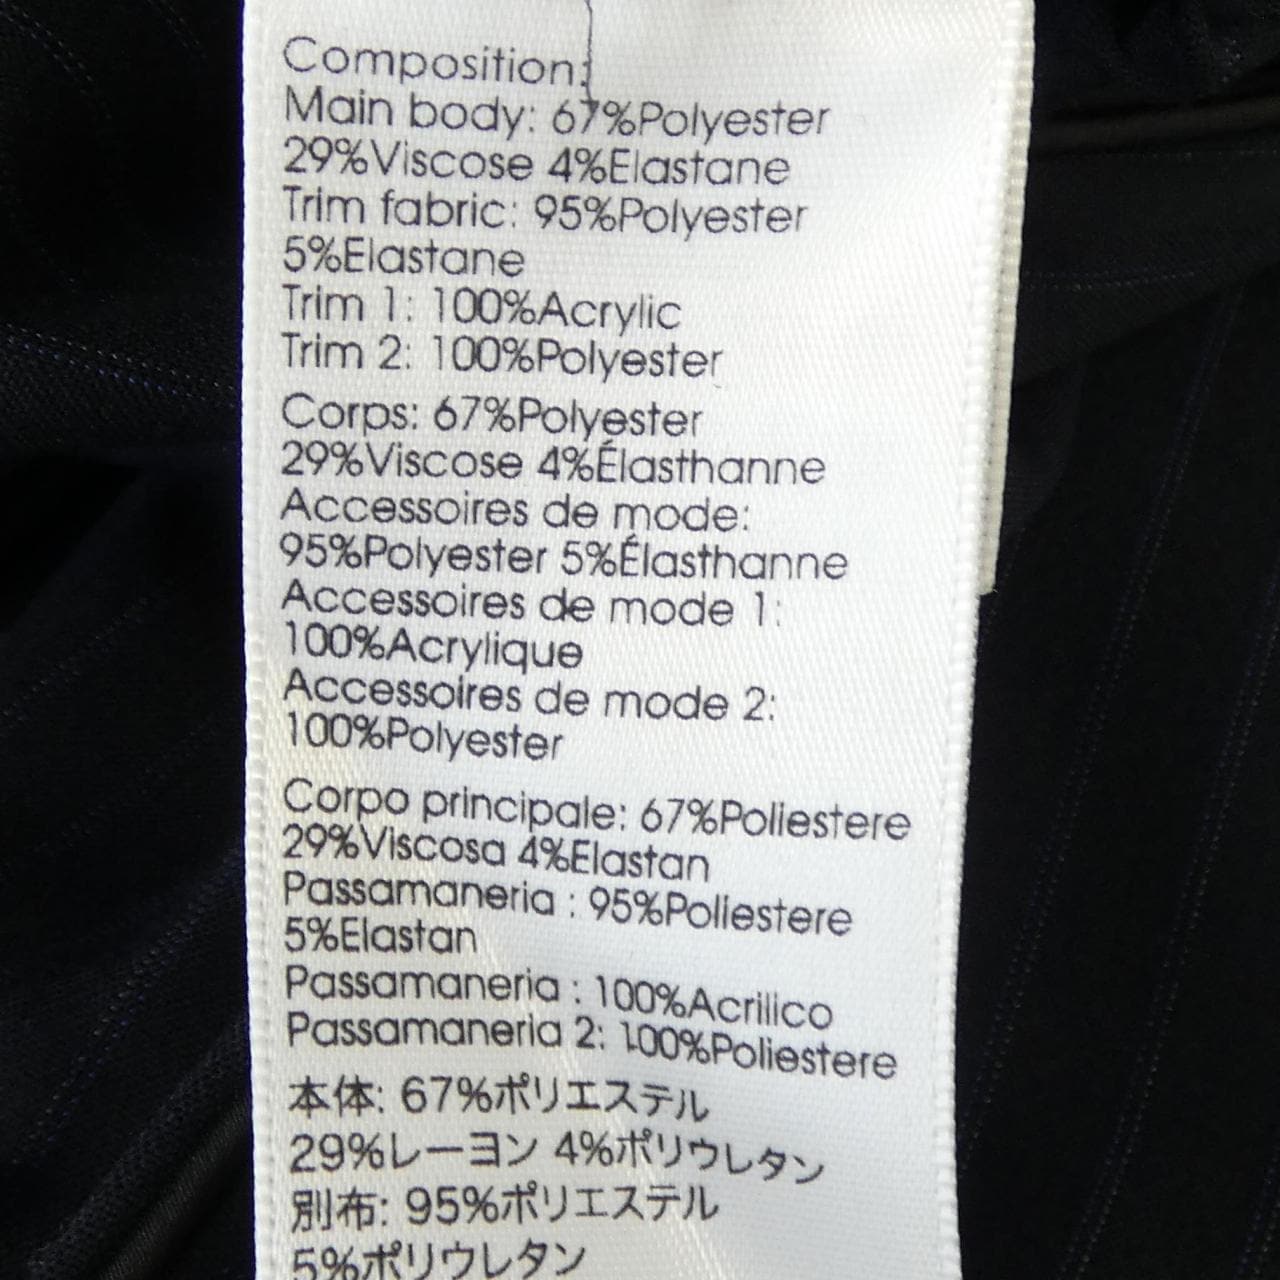 Composition:
Main body: 67%Polyester
29%Viscose 4%Elastane
Trim fabric: 95%Polyester
5%Elastane
Trim 1: 100%Acrylic
Trim 2: 100%Polyester
Corps: 67%Polyester
29%Viscose 4%Élasthanne
Accessoires de mode:
95%Polyester 5%Élasthanne
Accessoires de mode 1:
100%Acrylique
Accessoires de mode 2:
100%Polyester
Corpo principale: 67%Poliestere
29%Viscosa 4%Elastan
Passamaneria : 95%Poliestere
5%Elastan
Passamaneria : 100%Acrilico
Passamaneria 2: 100%Poliestere
本体: 67%ポリエステル
29%レーヨン 4%ポリウレタン
別布: 95%ポリエステル
5%ポリウレタン